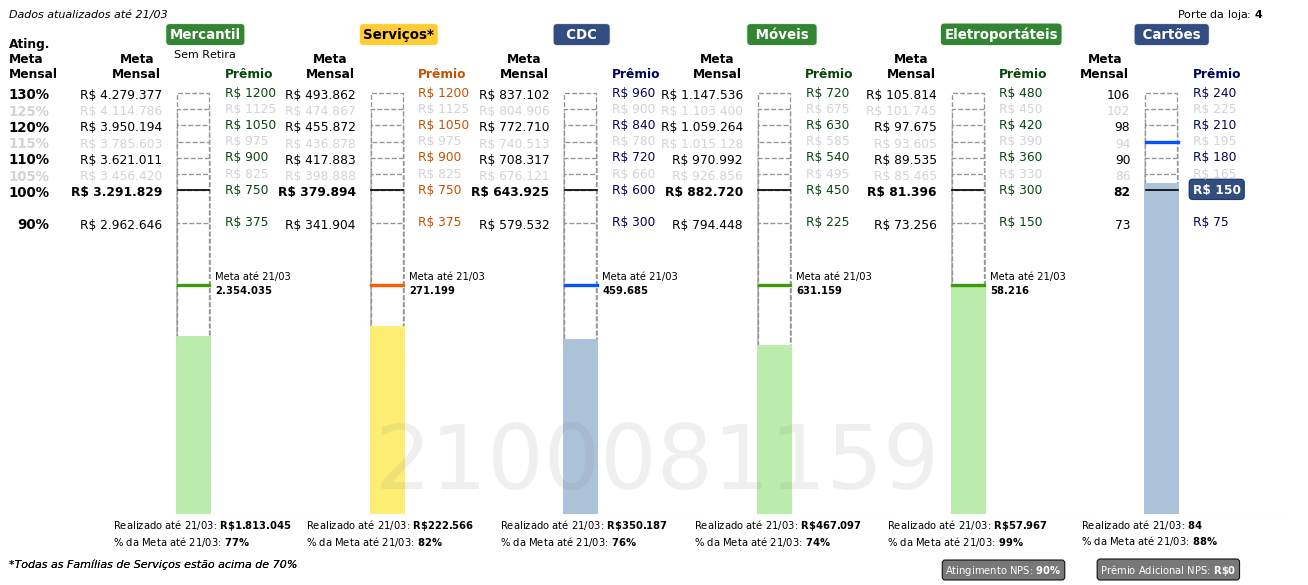 Dados atualizados até 21/03
Porte da loja: 4
Mercantil Serviços* CDC Móveis Eletroportáteis Cartões
Sem Retira
Ating. Meta Mensal
Meta Mensal Prêmio Meta Mensal Prêmio Meta Mensal Prêmio Meta Mensal Prêmio Meta Mensal Prêmio Meta Mensal Prêmio
130% R$ 4.279.377 R$ 1200 R$ 493.862 R$ 1200 R$ 837.102 R$ 960 R$ 1.147.536 R$ 720 R$ 105.814 R$ 480 106 R$ 240
125% R$ 4.114.786 R$ 1125 R$ 474.867 R$ 1125 R$ 804.906 R$ 900 R$ 1.103.400 R$ 675 R$ 101.745 R$ 450 102 R$ 225
120% R$ 3.950.194 R$ 1050 R$ 455.872 R$ 1050 R$ 772.710 R$ 840 R$ 1.059.264 R$ 630 R$ 97.675 R$ 420 98 R$ 210
115% R$ 3.785.603 R$ 975 R$ 436.878 R$ 975 R$ 740.513 R$ 780 R$ 1.015.128 R$ 585 R$ 93.605 R$ 390 94 R$ 195
110% R$ 3.621.011 R$ 900 R$ 417.883 R$ 900 R$ 708.317 R$ 720 R$ 970.992 R$ 540 R$ 89.535 R$ 360 90 R$ 180
105% R$ 3.456.420 R$ 825 R$ 398.888 R$ 825 R$ 676.121 R$ 660 R$ 926.856 R$ 495 R$ 85.465 R$ 330 86 R$ 165
100% R$ 3.291.829 R$ 750 R$ 379.894 R$ 750 R$ 643.925 R$ 600 R$ 882.720 R$ 450 R$ 81.396 R$ 300 82 R$ 150
90% R$ 2.962.646 R$ 375 R$ 341.904 R$ 375 R$ 579.532 R$ 300 R$ 794.448 R$ 225 R$ 73.256 R$ 150 73 R$ 75
Meta até 21/03 Meta até 21/03 Meta até 21/03 Meta até 21/03 Meta até 21/03
2.354.035 271.199 459.685 631.159 58.216
2100081159
Realizado até 21/03: R$1.813.045 Realizado até 21/03: R$222.566 Realizado até 21/03: R$350.187 Realizado até 21/03: R$467.097 Realizado até 21/03: R$57.967 Realizado até 21/03: 84
% da Meta até 21/03: 77% % da Meta até 21/03: 82% % da Meta até 21/03: 76% % da Meta até 21/03: 74% % da Meta até 21/03: 99% % da Meta até 21/03: 88%
*Todas as Famílias de Serviços estão acima de 70%
Atingimento NPS: 90% Prêmio Adicional NPS: R$0